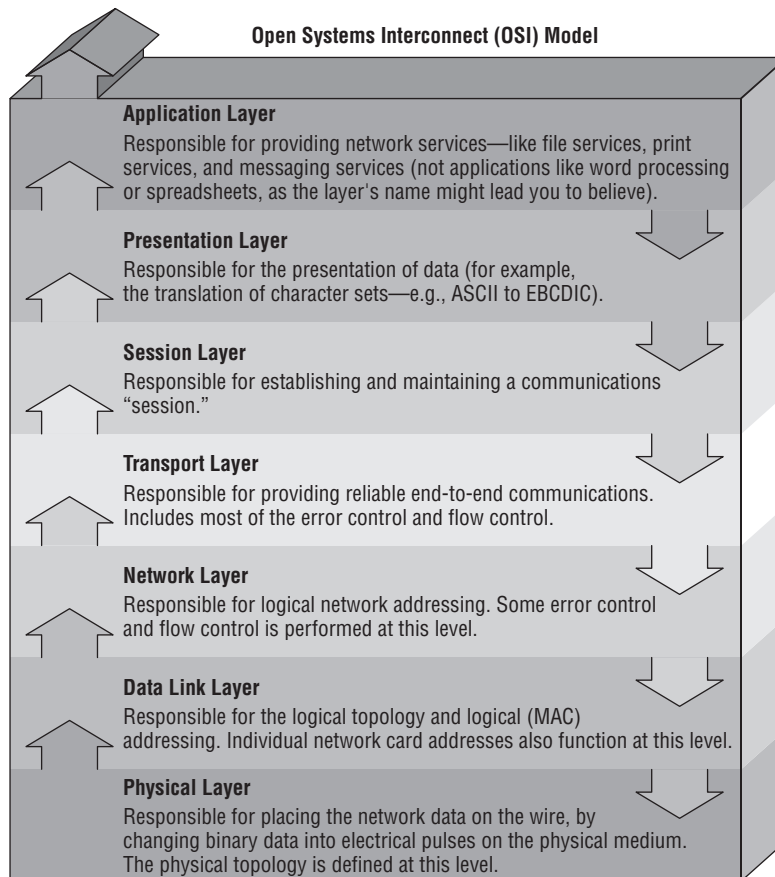 Open Systems Interconnect (OSI) Model
Application Layer
Responsible for providing network services—like file services, print
services, and messaging services (not applications like word processing
or spreadsheets, as the layer's name might lead you to believe).
Presentation Layer
Responsible for the presentation of data (for example,
the translation of character sets—e.g., ASCII to EBCDIC).
Session Layer
Responsible for establishing and maintaining a communications
“session.”
Transport Layer
Responsible for providing reliable end-to-end communications.
Includes most of the error control and flow control.
Network Layer
Responsible for logical network addressing. Some error control
and flow control is performed at this level.
Data Link Layer
Responsible for the logical topology and logical (MAC)
addressing. Individual network card addresses also function at this level.
Physical Layer
Responsible for placing the network data on the wire, by
changing binary data into electrical pulses on the physical medium.
The physical topology is defined at this level.